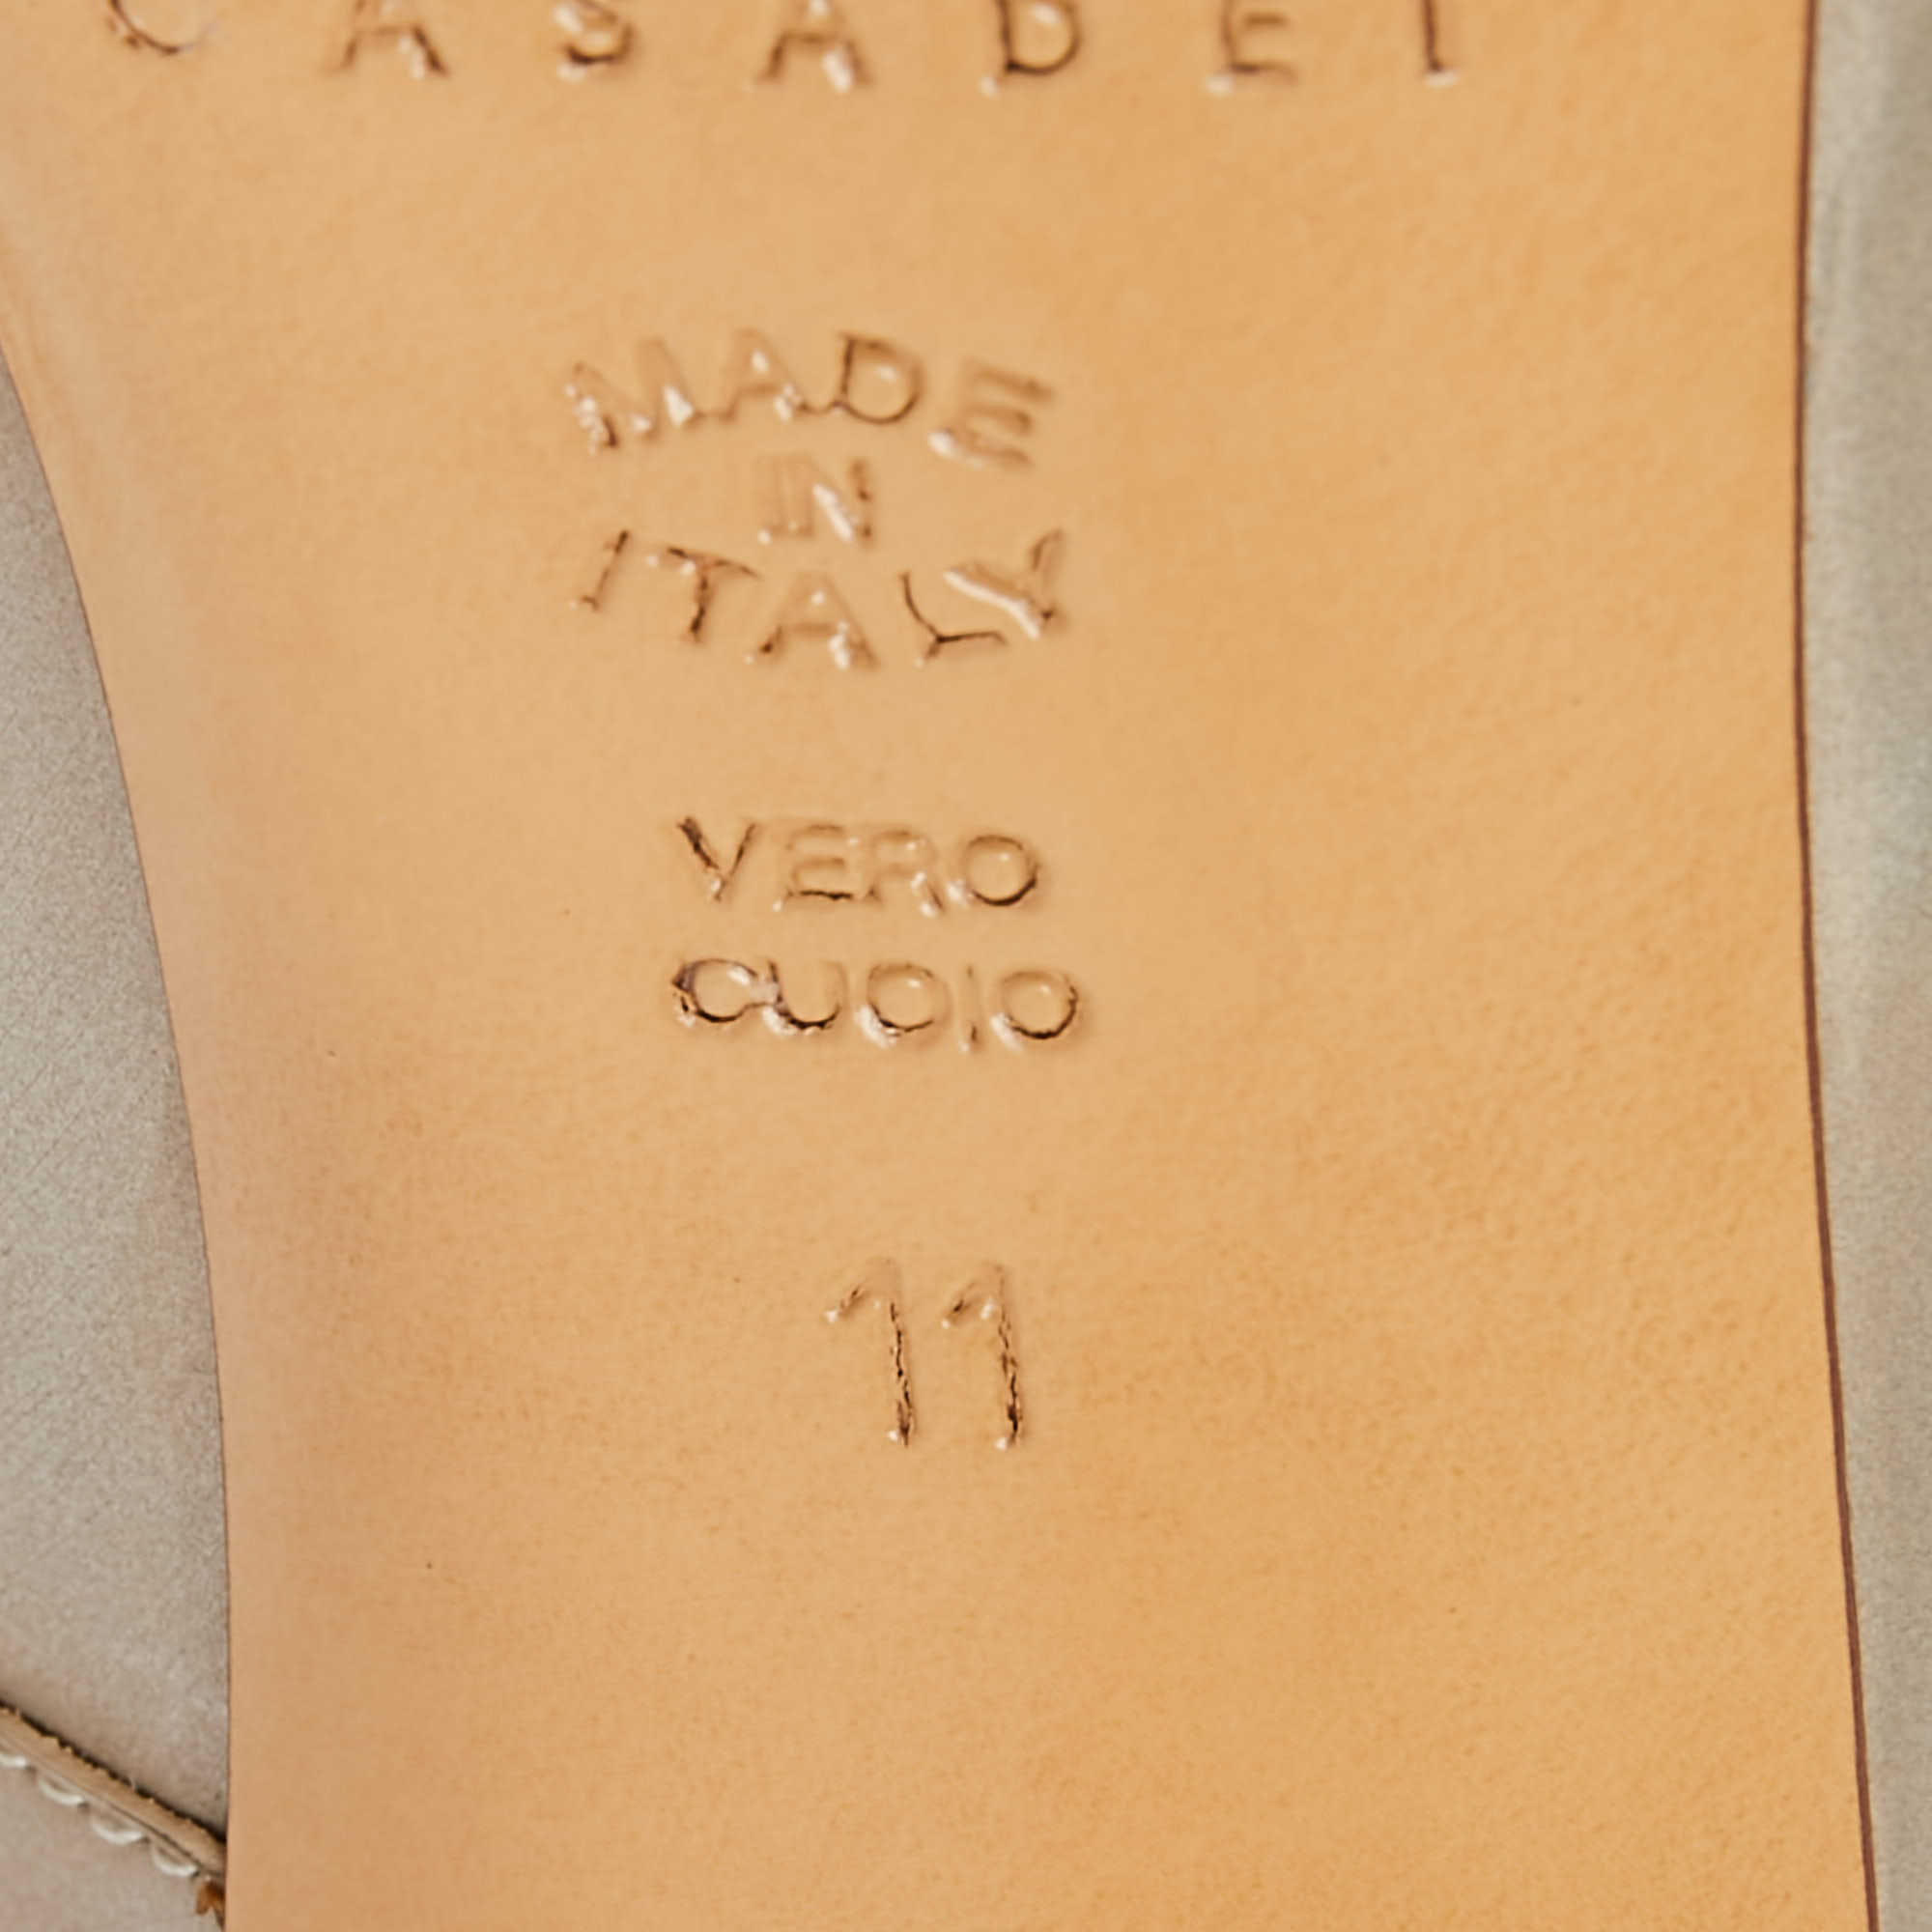 CASADEI
MADE
IN
ITALY
VERO
CUOIO
11